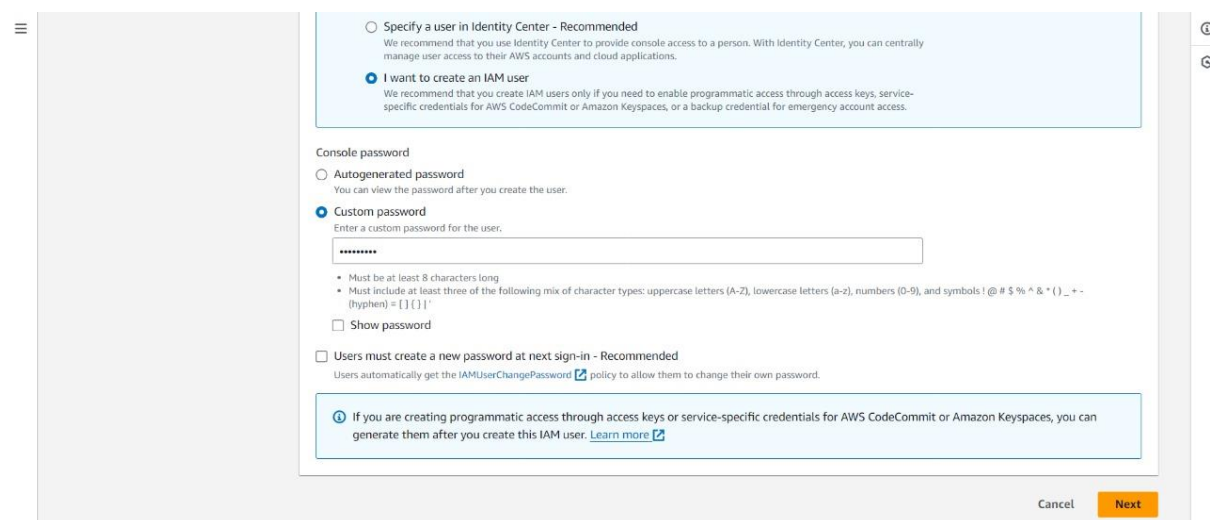 Specify a user in Identity Center - Recommended
We recommend that you use Identity Center to provide console access to a person. With Identity Center, you can centrally
manage user access to their AWS accounts and cloud applications.
I want to create an IAM user
We recommend that you create IAM users only if you need to enable programmatic access through access keys, service-
specific credentials for AWS CodeCommit or Amazon Keyspaces, or a backup credential for emergency account access.
Console password
Autogenerated password
You can view the password after you create the user.
Custom password
Enter a custom password for the user.
•••••••••
• Must be at least 8 characters long
• Must include at least three of the following mix of character types: uppercase letters (A-Z), lowercase letters (a-z), numbers (0-9), and symbols ! @ # $ % ^ & * ( ) _ + -
(hyphen) = [ ] { } | '
Show password
Users must create a new password at next sign-in - Recommended
Users automatically get the IAMUserChangePassword policy to allow them to change their own password.
If you are creating programmatic access through access keys or service-specific credentials for AWS CodeCommit or Amazon Keyspaces, you can
generate them after you create this IAM user. Learn more
Cancel Next